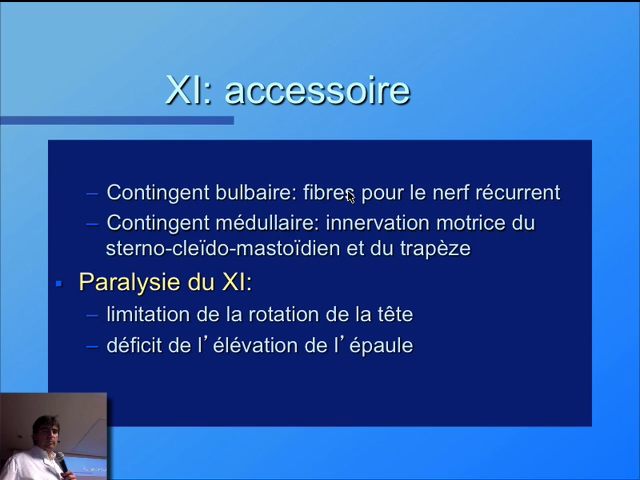 XI: accessoire
– Contingent bulbaire: fibres pour le nerf récurrent
– Contingent médullaire: innervation motrice du
sterno-cleïdo-mastoïdien et du trapèze
▪ Paralysie du XI:
– limitation de la rotation de la tête
– déficit de l’élévation de l’épaule